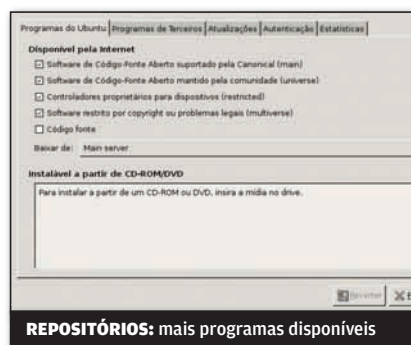 Programas do Ubuntu Programas de Terceiros Atualizações Autenticação Estatísticas
Disponível pela Internet
Software de Código-Fonte Aberto suportado pela Canonical (main)
Software de Código-Fonte Aberto mantido pela comunidade (universe)
Controladores proprietários para dispositivos (restricted)
Software restrito por copyright ou problemas legais (multiverse)
Código fonte
Baixar de: Main server
Instalável a partir de CD-ROM/DVD
Para instalar a partir de um CD-ROM ou DVD, insira a mídia no drive.
Reverter
REPOSITÓRIOS: mais programas disponíveis